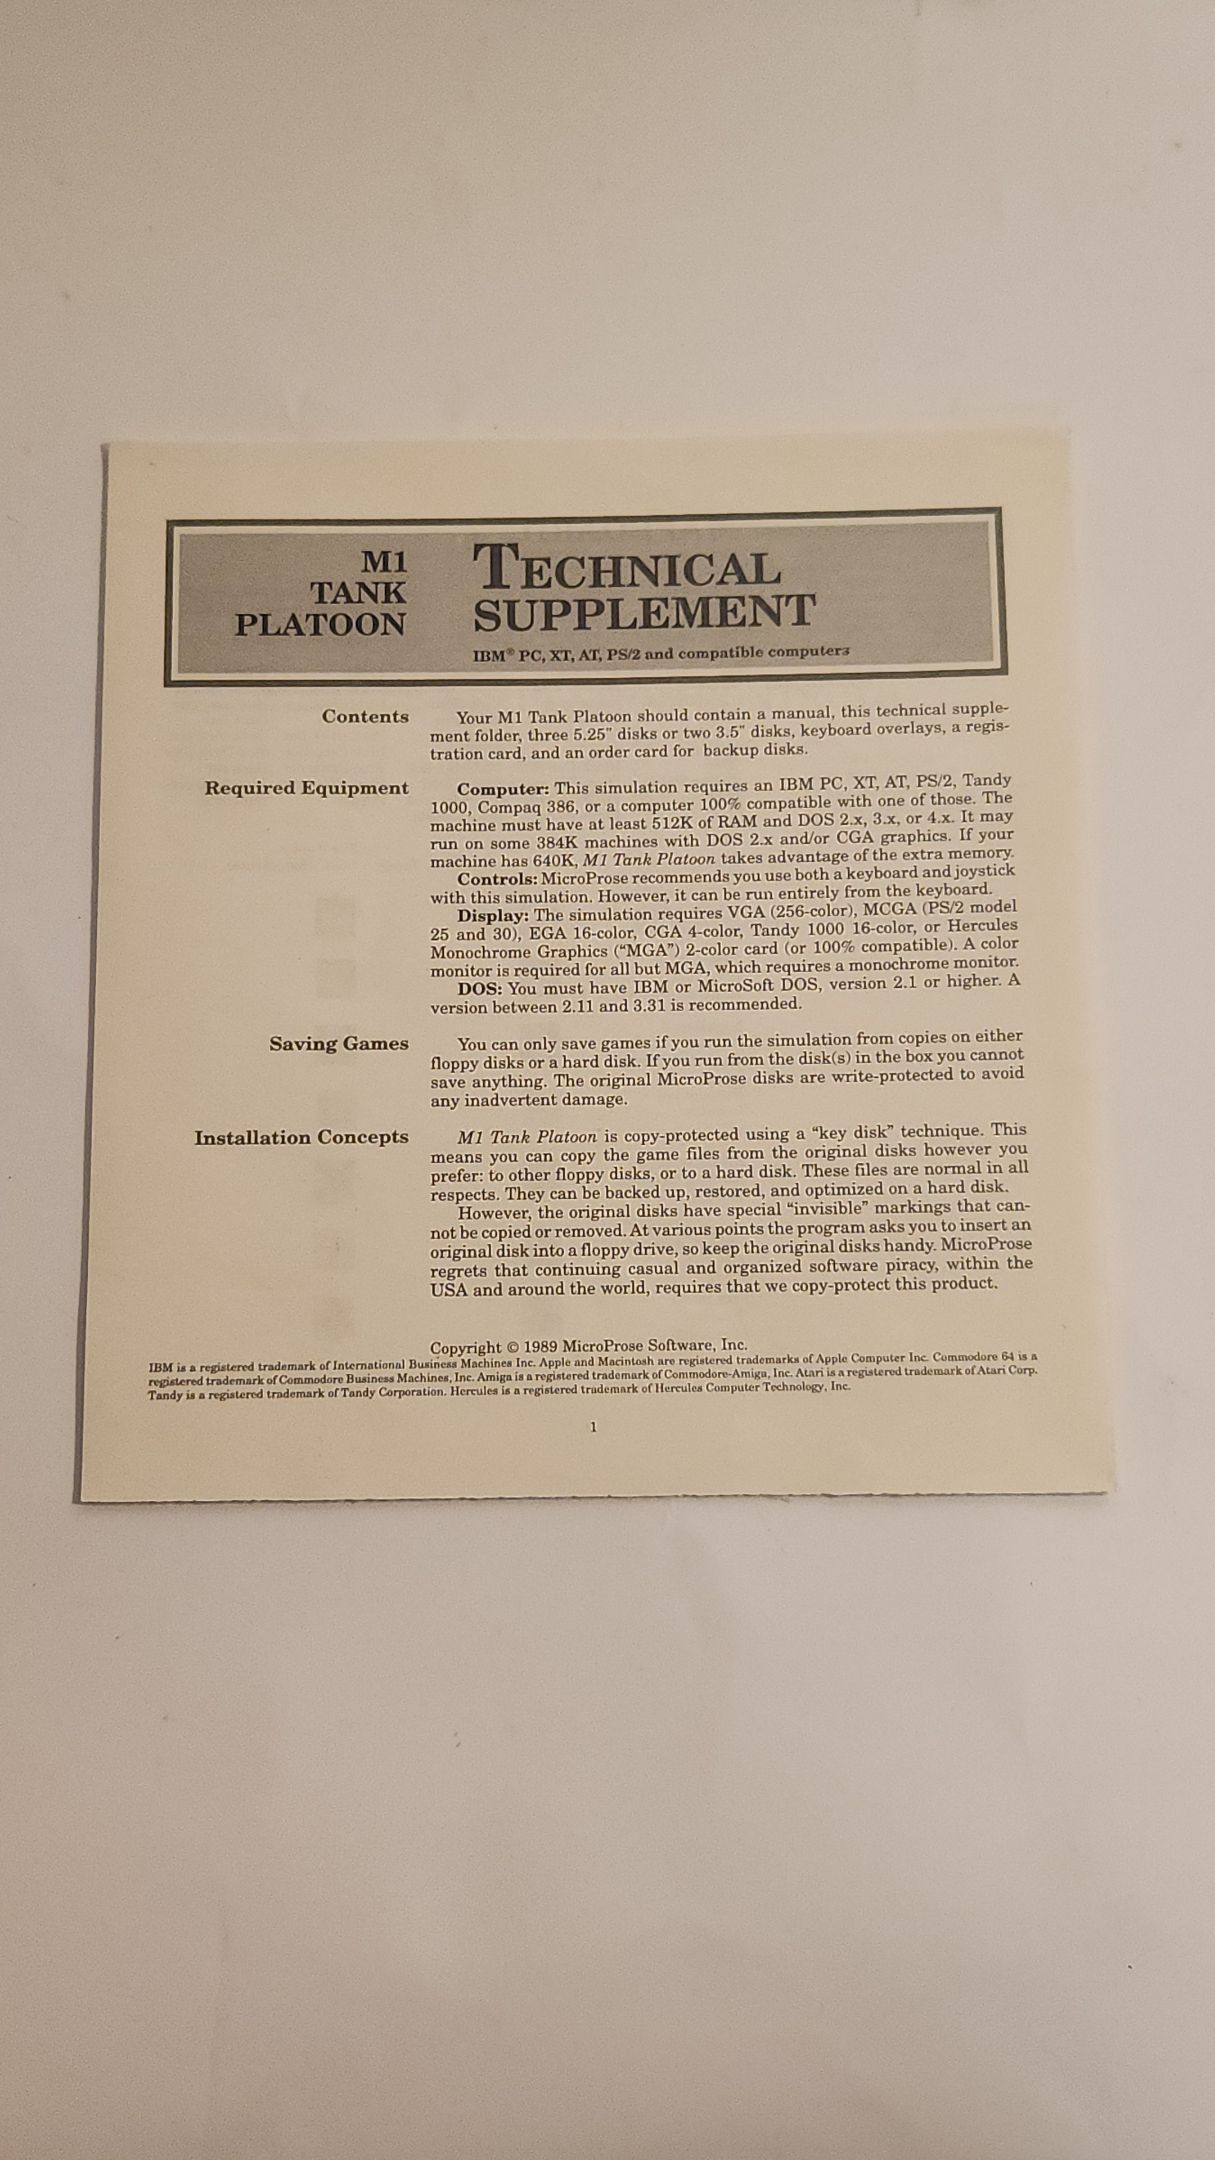 M1
TANK
PLATOON
TECHNICAL
SUPPLEMENT
IBM® PC, XT, AT, PS/2 and compatible computers
Contents
Your M1 Tank Platoon should contain a manual, this technical supple-
ment folder, three 5.25" disks or two 3.5" disks, keyboard overlays, a regis-
tration card, and an order card for backup disks.
Required Equipment
Computer: This simulation requires an IBM PC, XT, AT, PS/2, Tandy
1000, Compaq 386, or a computer 100% compatible with one of those. The
machine must have at least 512K of RAM and DOS 2.x, 3.x, or 4.x. It may
run on some 384K machines with DOS 2.x and/or CGA graphics. If your
machine has 640K, M1 Tank Platoon takes advantage of the extra memory.
Controls: MicroProse recommends you use both a keyboard and joystick
with this simulation. However, it can be run entirely from the keyboard.
Display: The simulation requires VGA (256-color), MCGA (PS/2 model
25 and 30), EGA 16-color, CGA 4-color, Tandy 1000 16-color, or Hercules
Monochrome Graphics (“MGA”) 2-color card (or 100% compatible). A color
monitor is required for all but MGA, which requires a monochrome monitor.
DOS: You must have IBM or MicroSoft DOS, version 2.1 or higher. A
version between 2.11 and 3.31 is recommended.
Saving Games
You can only save games if you run the simulation from copies on either
floppy disks or a hard disk. If you run from the disk(s) in the box you cannot
save anything. The original MicroProse disks are write-protected to avoid
any inadvertent damage.
Installation Concepts
M1 Tank Platoon is copy-protected using a “key disk” technique. This
means you can copy the game files from the original disks however you
prefer: to other floppy disks, or to a hard disk. These files are normal in all
respects. They can be backed up, restored, and optimized on a hard disk.
However, the original disks have special “invisible” markings that can-
not be copied or removed. At various points the program asks you to insert an
original disk into a floppy drive, so keep the original disks handy. MicroProse
regrets that continuing casual and organized software piracy, within the
USA and around the world, requires that we copy-protect this product.
Copyright © 1989 MicroProse Software, Inc.
IBM is a registered trademark of International Business Machines Inc. Apple and Macintosh are registered trademarks of Apple Computer Inc. Commodore 64 is a
registered trademark of Commodore Business Machines, Inc. Amiga is a registered trademark of Commodore-Amiga, Inc. Atari is a registered trademark of Atari Corp.
Tandy is a registered trademark of Tandy Corporation. Hercules is a registered trademark of Hercules Computer Technology, Inc.
1